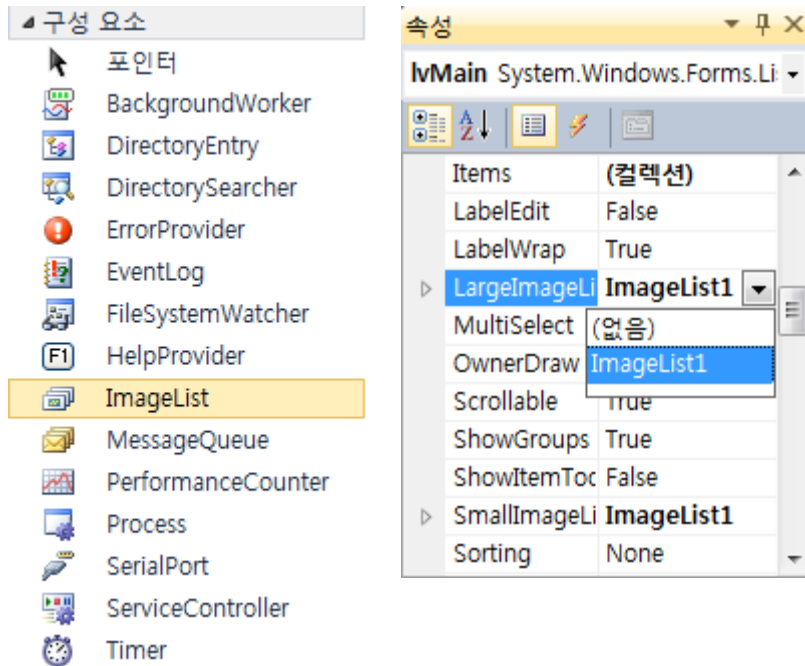 구성 요소
포인터
BackgroundWorker
DirectoryEntry
DirectorySearcher
ErrorProvider
EventLog
FileSystemWatcher
F1 HelpProvider
ImageList
MessageQueue
PerformanceCounter
Process
SerialPort
ServiceController
Timer
속성
lvMain System.Windows.Forms.Li
Items (컬렉션)
LabelEdit False
LabelWrap True
LargeImageLi ImageList1
MultiSelect (없음)
OwnerDraw ImageList1
Scrollable True
ShowGroups True
ShowItemToo False
SmallImageLi ImageList1
Sorting None